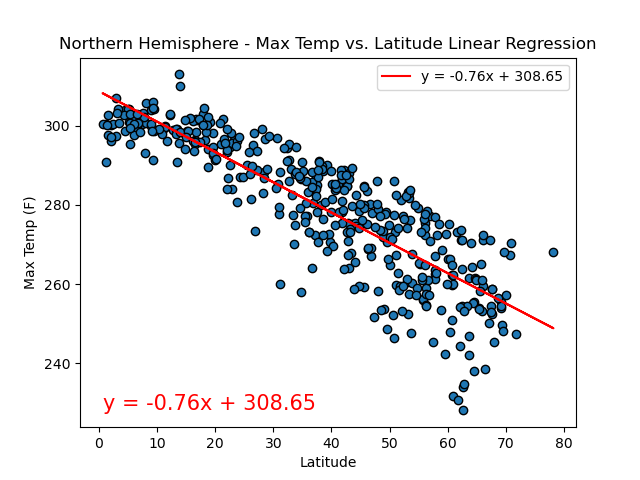 Northern Hemisphere - Max Temp vs. Latitude Linear Regression
y = -0.76x + 308.65
300
280
260
240
Max Temp (F)
y = -0.76x + 308.65
0 10 20 30 40 50 60 70 80
Latitude